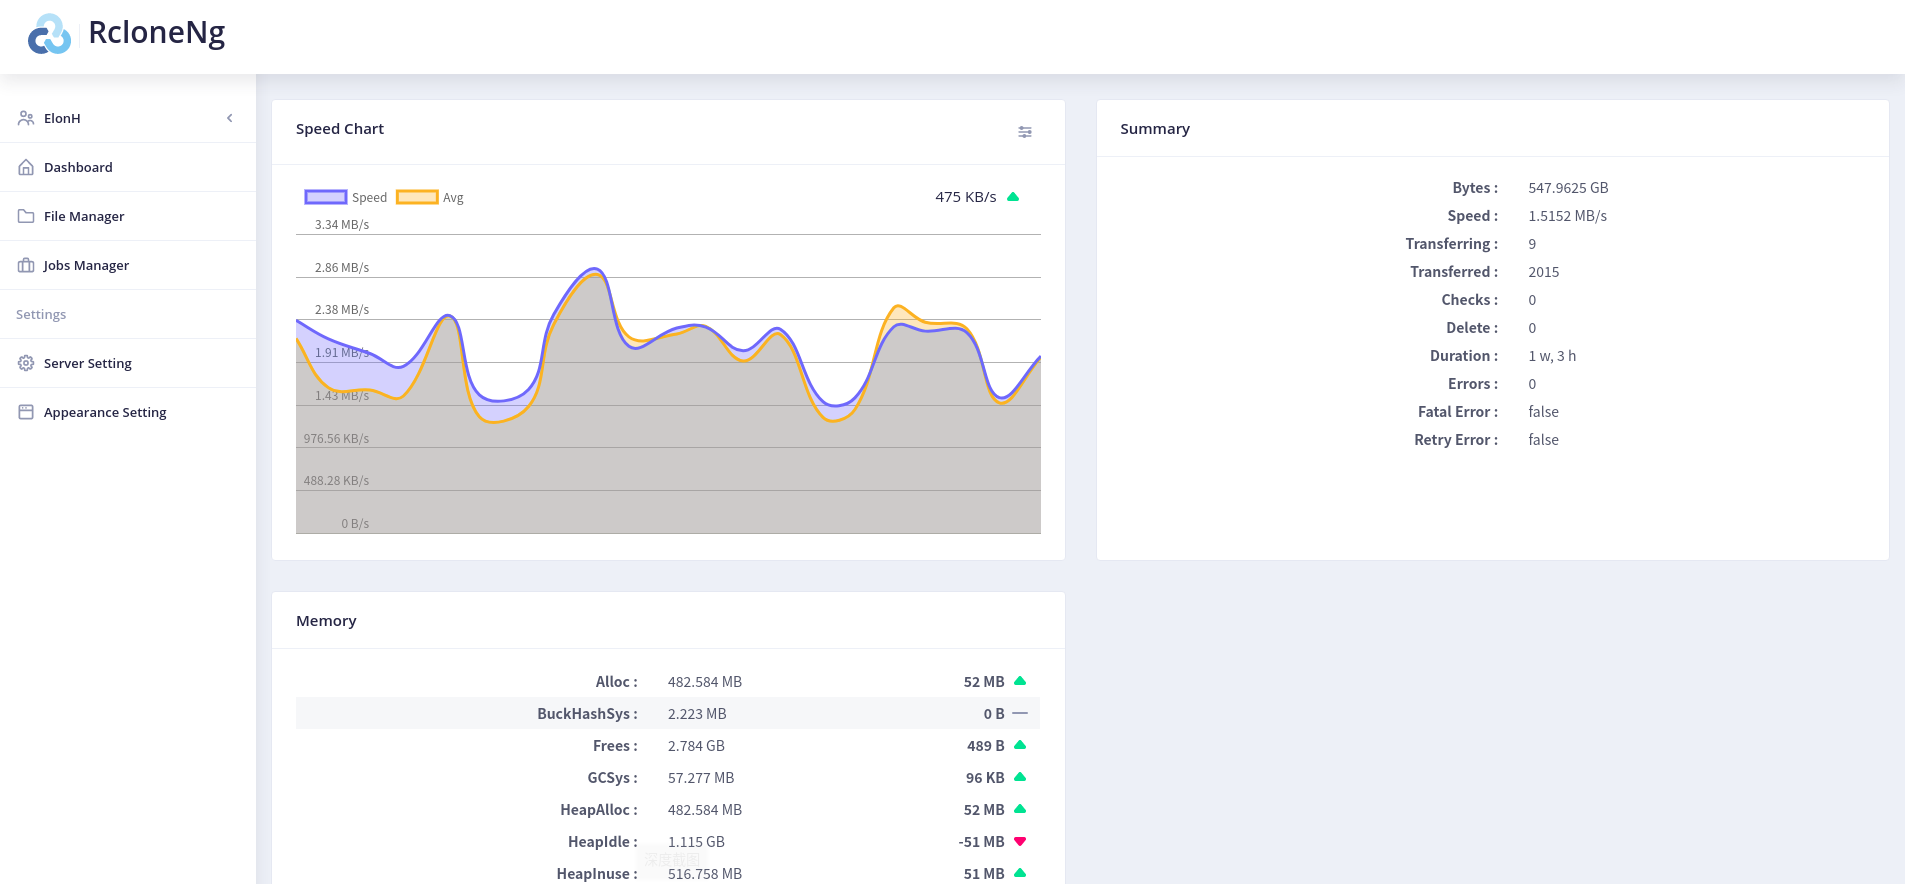 RcloneNg
ElonH
Dashboard
File Manager
Jobs Manager
Settings
Server Setting
Appearance Setting
Speed Chart
Speed Avg 475 KB/s
3.34 MB/s
2.86 MB/s
2.38 MB/s
1.91 MB/s
1.43 MB/s
976.56 KB/s
488.28 KB/s
0 B/s
Summary
Bytes : 547.9625 GB
Speed : 1.5152 MB/s
Transferring : 9
Transferred : 2015
Checks : 0
Delete : 0
Duration : 1 w, 3 h
Errors : 0
Fatal Error : false
Retry Error : false
Memory
Alloc : 482.584 MB 52 MB
BuckHashSys : 2.223 MB 0 B
Frees : 2.784 GB 489 B
GCSys : 57.277 MB 96 KB
HeapAlloc : 482.584 MB 52 MB
HeapIdle : 1.115 GB -51 MB
深度截图
HeapInuse : 516.758 MB 51 MB